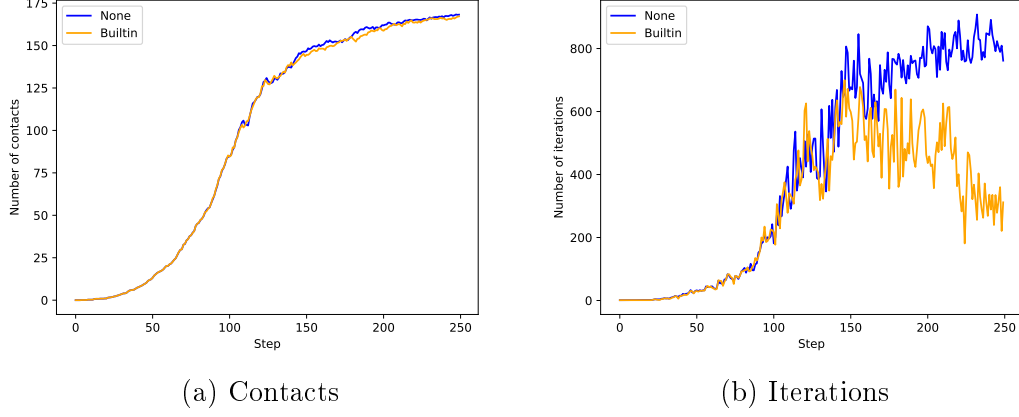 None
Builtin
175
150
125
100
75
50
25
0
Number of contacts
0 50 100 150 200 250
Step
(a) Contacts
None
Builtin
800
600
400
200
0
Number of iterations
0 50 100 150 200 250
Step
(b) Iterations